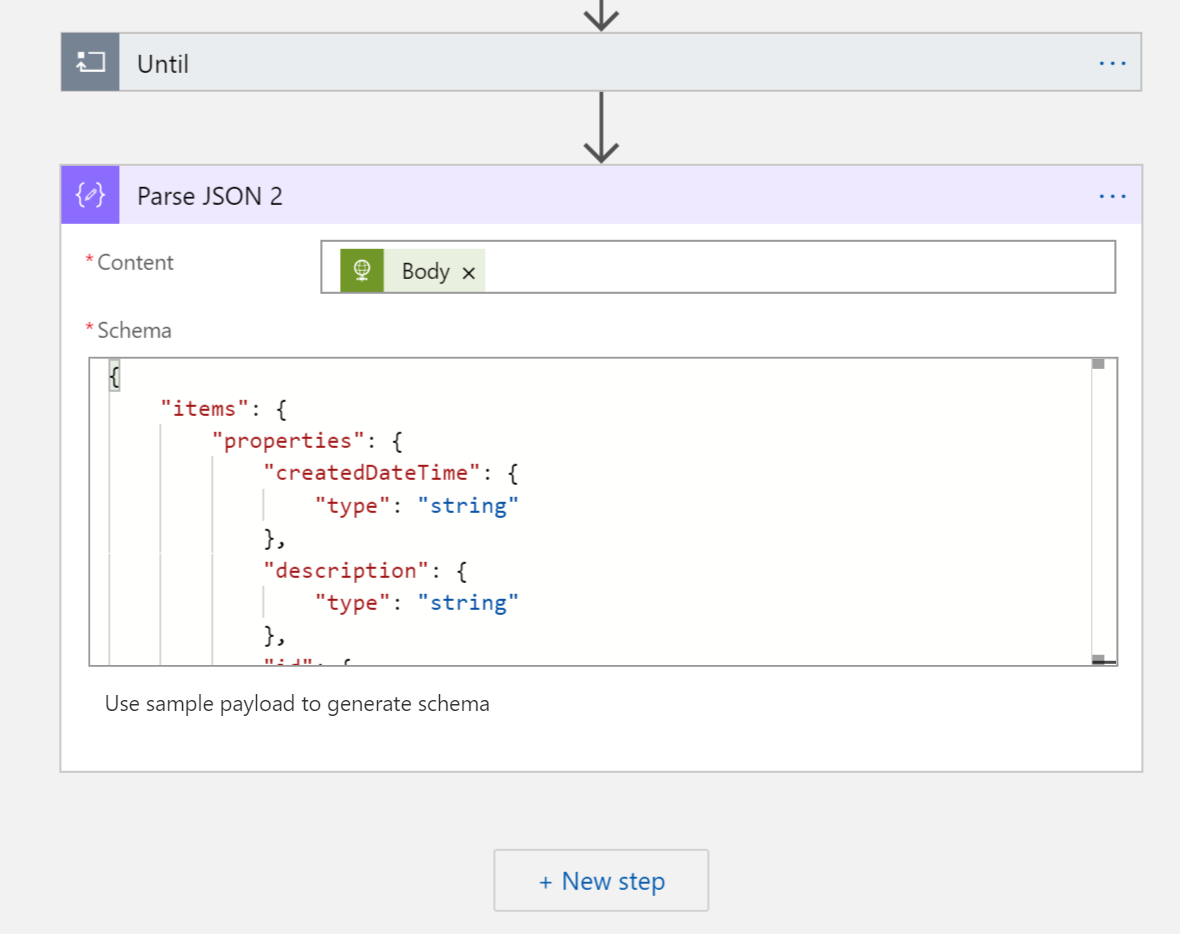 Until
Parse JSON 2
*Content
Body ×
*Schema
{
"items": {
"properties": {
"createdDateTime": {
"type": "string"
},
"description": {
"type": "string"
},
"id": {
Use sample payload to generate schema
+ New step